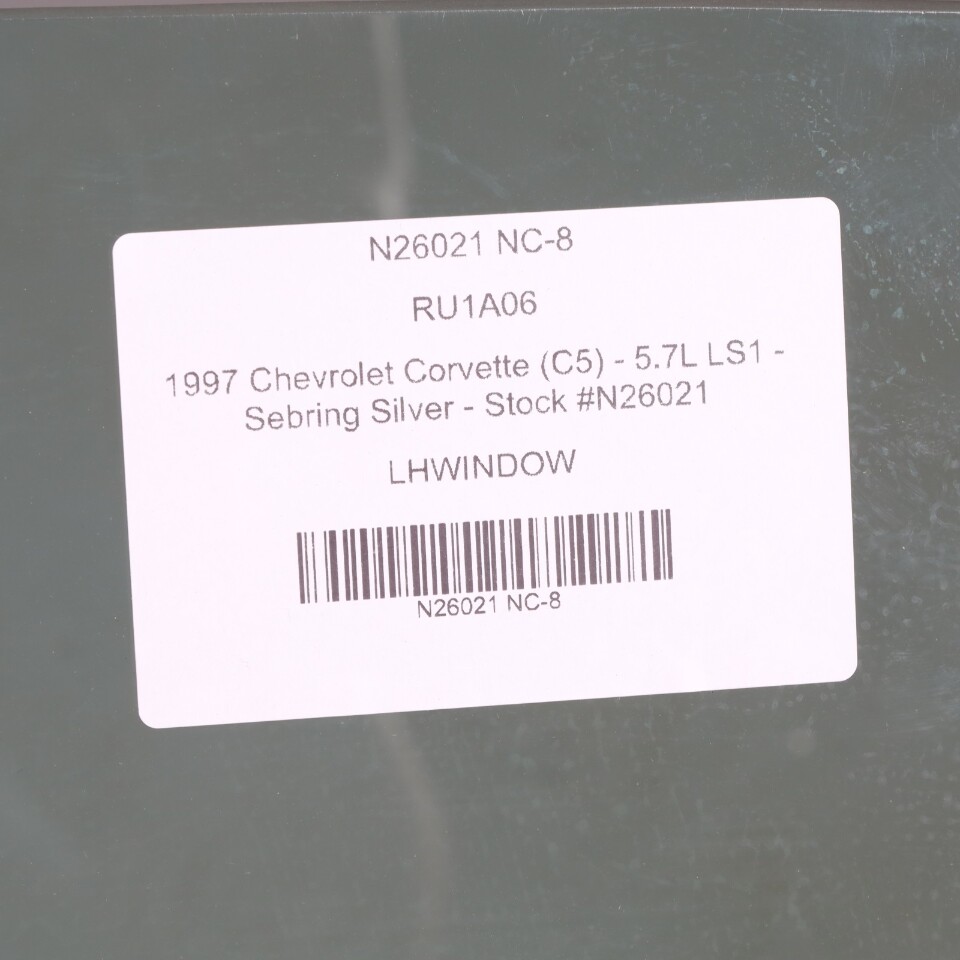 N26021 NC-8
RU1A06
1997 Chevrolet Corvette (C5) - 5.7L LS1 -
Sebring Silver - Stock #N26021
LHWINDOW
N26021 NC-8